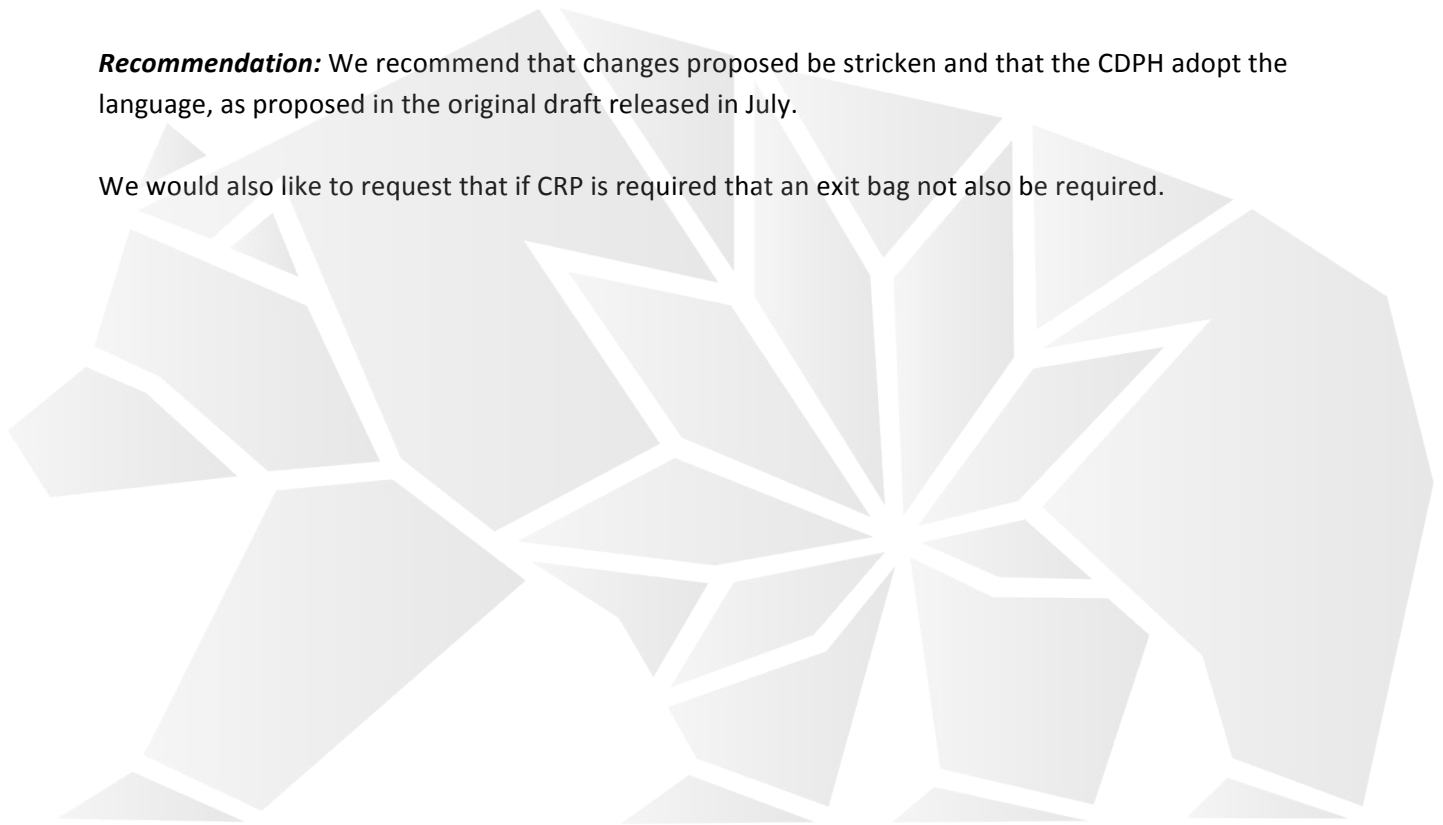 Recommendation: We recommend that changes proposed be stricken and that the CDPH adopt the
language, as proposed in the original draft released in July.
We would also like to request that if CRP is required that an exit bag not also be required.